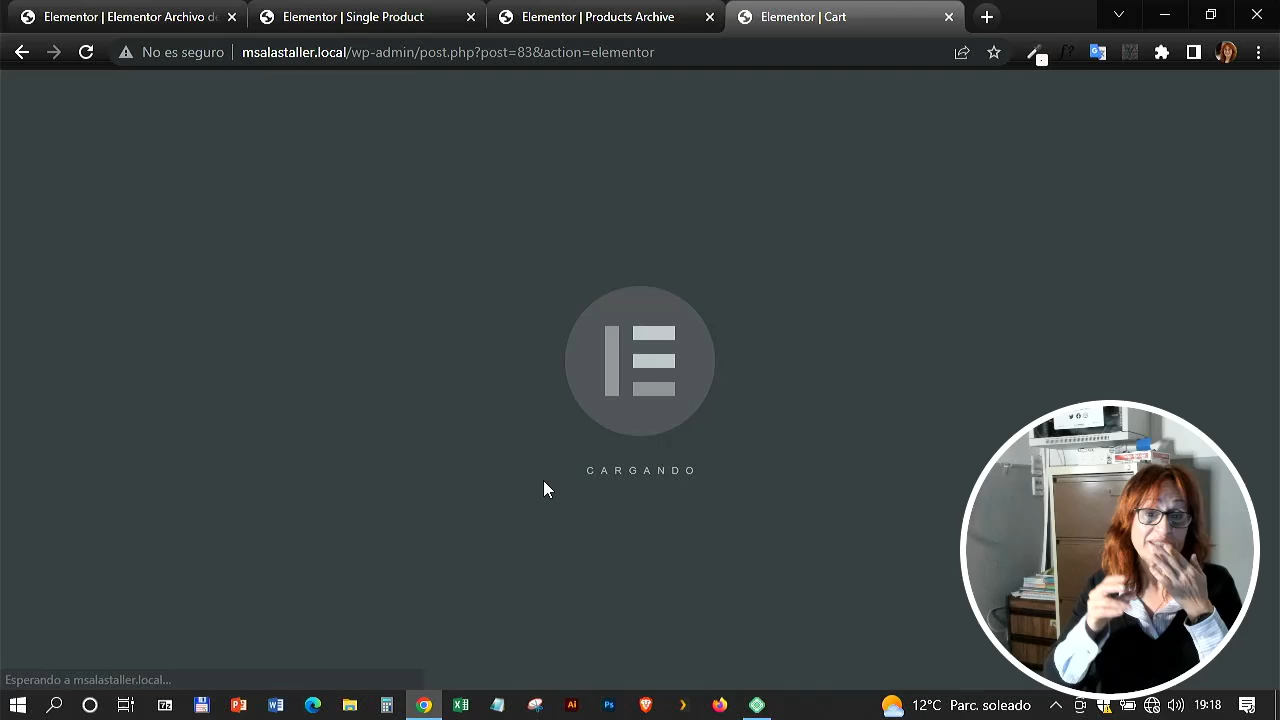 Elementor | Elementor Archivo de
Elementor | Single Product
Elementor | Products Archive
Elementor | Cart
No es seguro
msalastaller.local/wp-admin/post.php?post=83&action=elementor
CARGANDO
Esperando a msalastaller.local...
12°C Parc. soleado
19:18